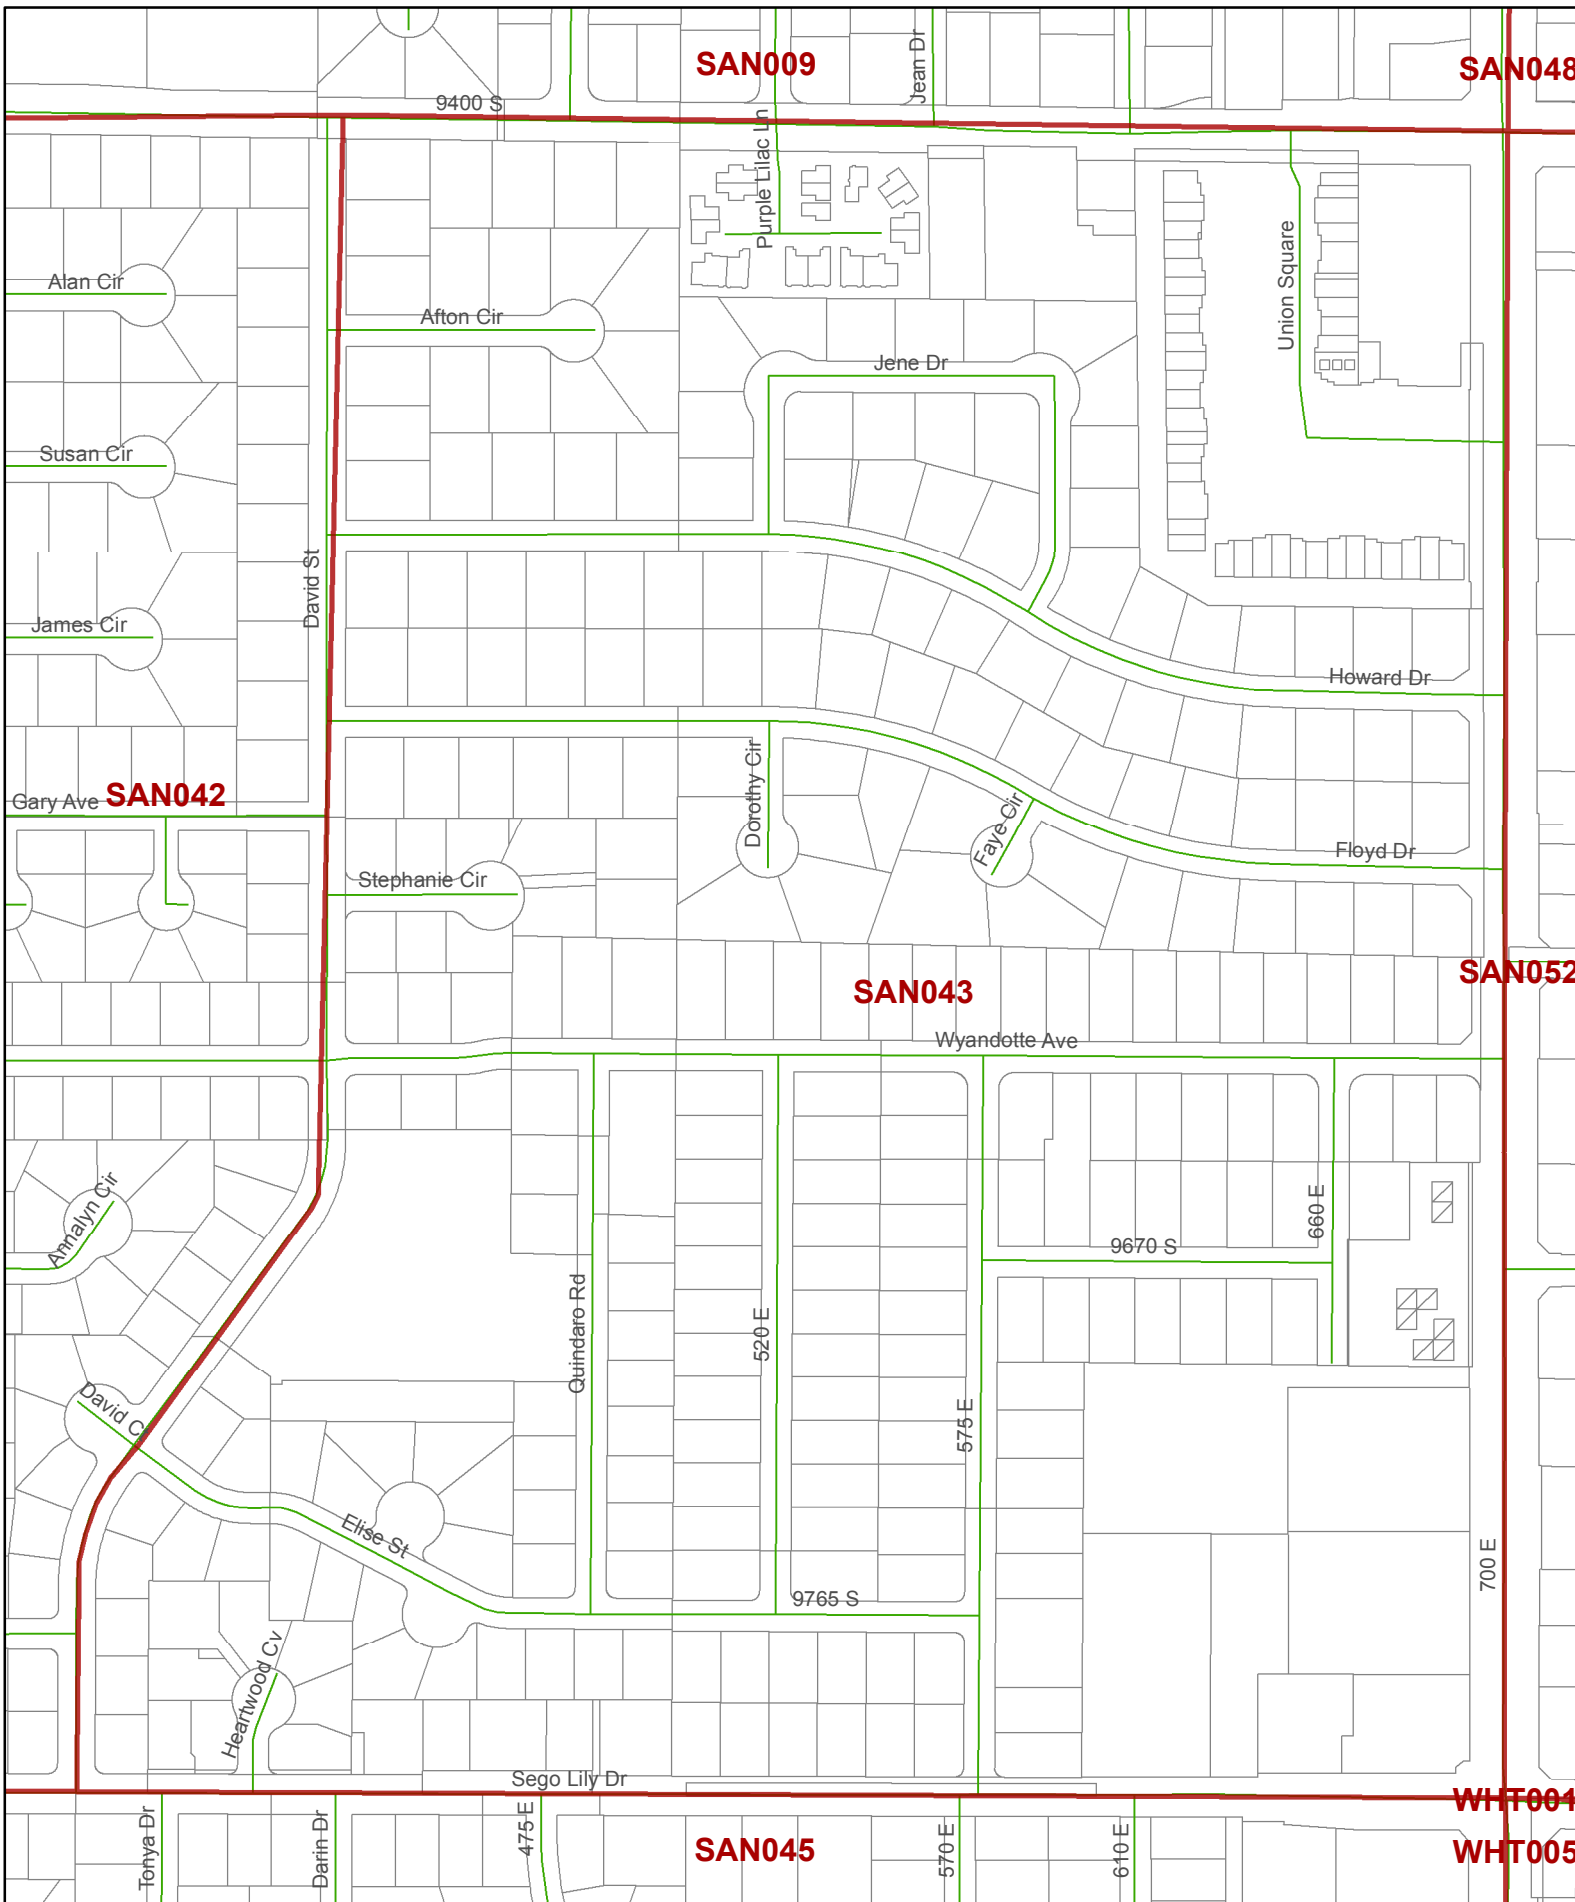 SAN009
SAN048
Jean Dr
9400 S
Purple Lilac Ln
Union Square
Alan Cir
Afton Cir
Jene Dr
Susan Cir
David St
James Cir
Howard Dr
Dorothy Cir
Gary Ave
SAN042
Faye Cir
Floyd Dr
Stephanie Cir
SAN052
SAN043
Wyandotte Ave
Annalyn Cir
660 E
9670 S
Quindaro Rd
520 E
David C
575 E
Elise St
700 E
9765 S
Heartwood Cv
Sego Lily Dr
WHT001
Tonya Dr
Darin Dr
475 E
SAN045
570 E
610 E
WHT005